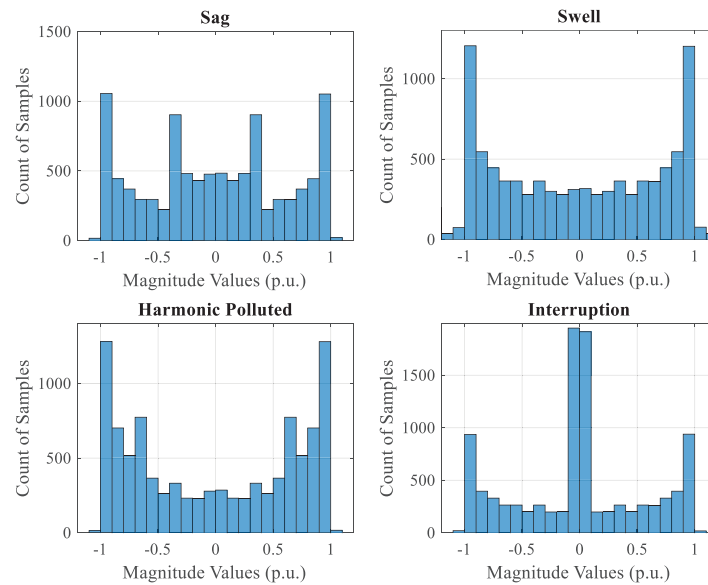 Sag
1500
1000
500
0
Count of Samples
-1 -0.5 0 0.5 1
Magnitude Values (p.u.)
Swell
1000
500
0
Count of Samples
-1 -0.5 0 0.5 1
Magnitude Values (p.u.)
Harmonic Polluted
1000
500
0
Count of Samples
-1 -0.5 0 0.5 1
Magnitude Values (p.u.)
Interruption
1500
1000
500
0
Count of Samples
-1 -0.5 0 0.5 1
Magnitude Values (p.u.)